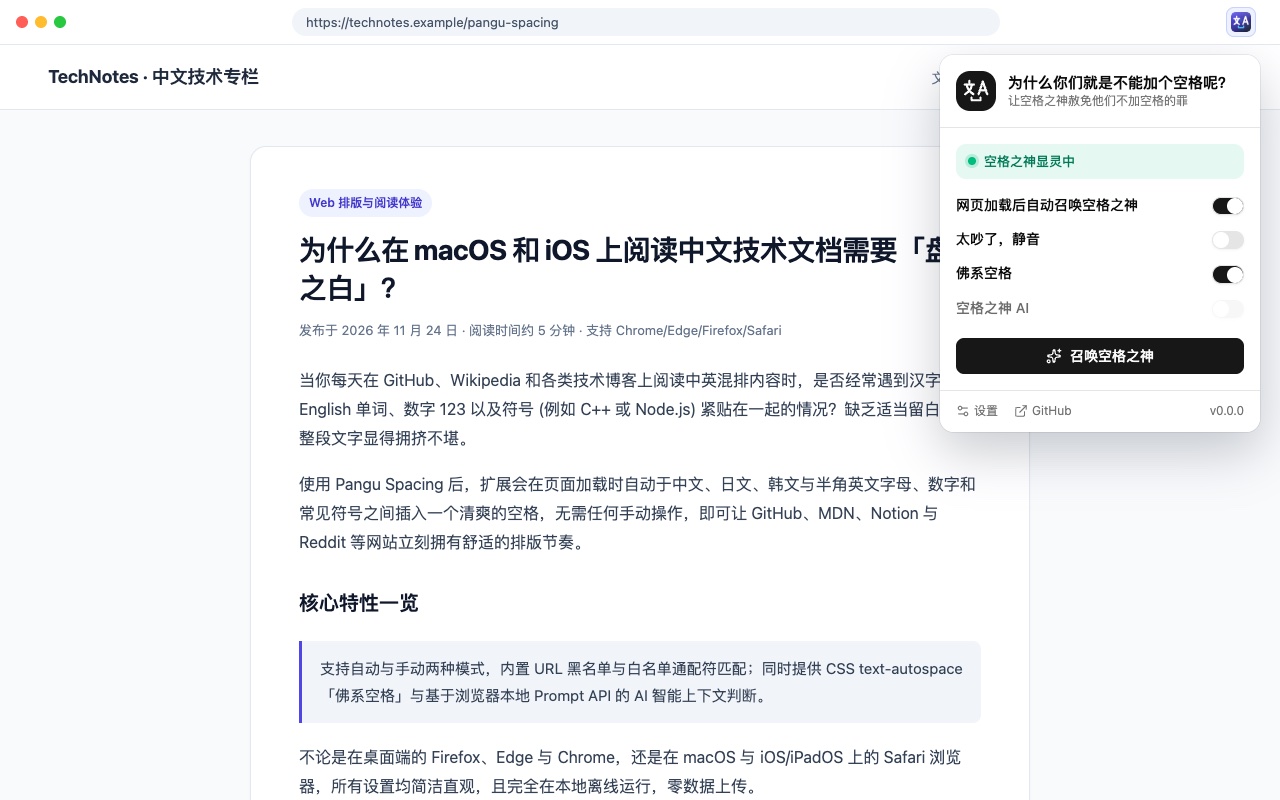 https://technotes.example/pangu-spacing
TechNotes · 中文技术专栏
为什么你们就是不能加个空格呢?
让空格之神赦免他们不加空格的罪
空格之神显灵中
网页加载后自动召唤空格之神
太吵了，静音
佛系空格
空格之神 AI
召唤空格之神
设置
GitHub
v0.0.0
Web 排版与阅读体验
为什么在 macOS 和 iOS 上阅读中文技术文档需要「
之白」?
发布于 2026 年 11 月 24 日 · 阅读时间约 5 分钟 · 支持 Chrome/Edge/Firefox/Safari
当你每天在 GitHub、Wikipedia 和各类技术博客上阅读中英混排内容时，是否经常遇到汉字
English 单词、数字 123 以及符号 (例如 C++ 或 Node.js) 紧贴在一起的情况？缺乏适当留白
整段文字显得拥挤不堪。
使用 Pangu Spacing 后，扩展会在页面加载时自动于中文、日文、韩文与半角英文字母、数字和
常见符号之间插入一个清爽的空格，无需任何手动操作，即可让 GitHub、MDN、Notion 与
Reddit 等网站立刻拥有舒适的排版节奏。
核心特性一览
支持自动与手动两种模式，内置 URL 黑名单与白名单通配符匹配；同时提供 CSS text-autospace
「佛系空格」与基于浏览器本地 Prompt API 的 AI 智能上下文判断。
不论是在桌面端的 Firefox、Edge 与 Chrome，还是在 macOS 与 iOS/iPadOS 上的 Safari 浏览
器，所有设置均简洁直观，且完全在本地离线运行，零数据上传。